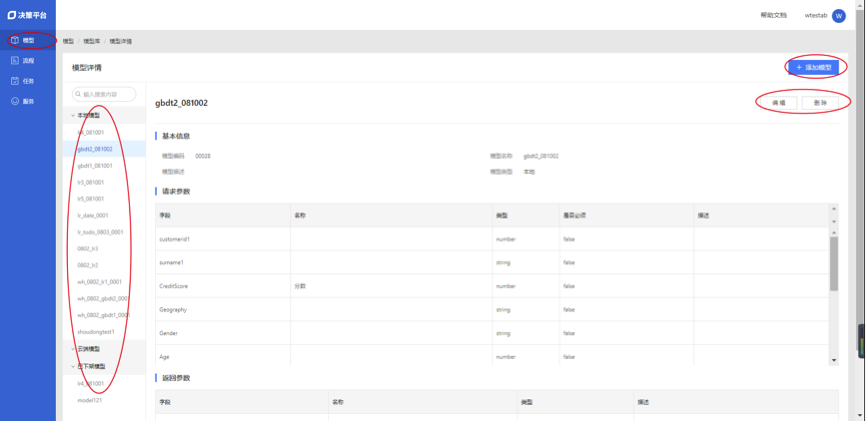 决策平台
帮助文档
wtestab
W
模型
流程
任务
服务
模型 / 模型库 / 模型详情
模型详情
+ 添加模型
输入搜索内容
本地模型
lr4_081001
gbdt2_081002
gbdt1_081001
lr3_081001
lr5_081001
lr_date_0001
lr_todo_0803_0001
0802_lr3
0802_lr2
wh_0802_lr1_0001
wh_0802_gbdt2_0001
wh_0802_gbdt1_0001
shoudongtest1
云端模型
已下架模型
lr4_081001
model121
gbdt2_081002
编辑
删除
基本信息
模型编码 00028
模型名称 gbdt2_081002
模型描述
模型类型 本地
请求参数
字段 名称 类型 是否必须 描述
customerid1 number false
surname1 string false
CreditScore 分数 number false
Geography string false
Gender string false
Age number false
返回参数
字段 名称 类型 描述